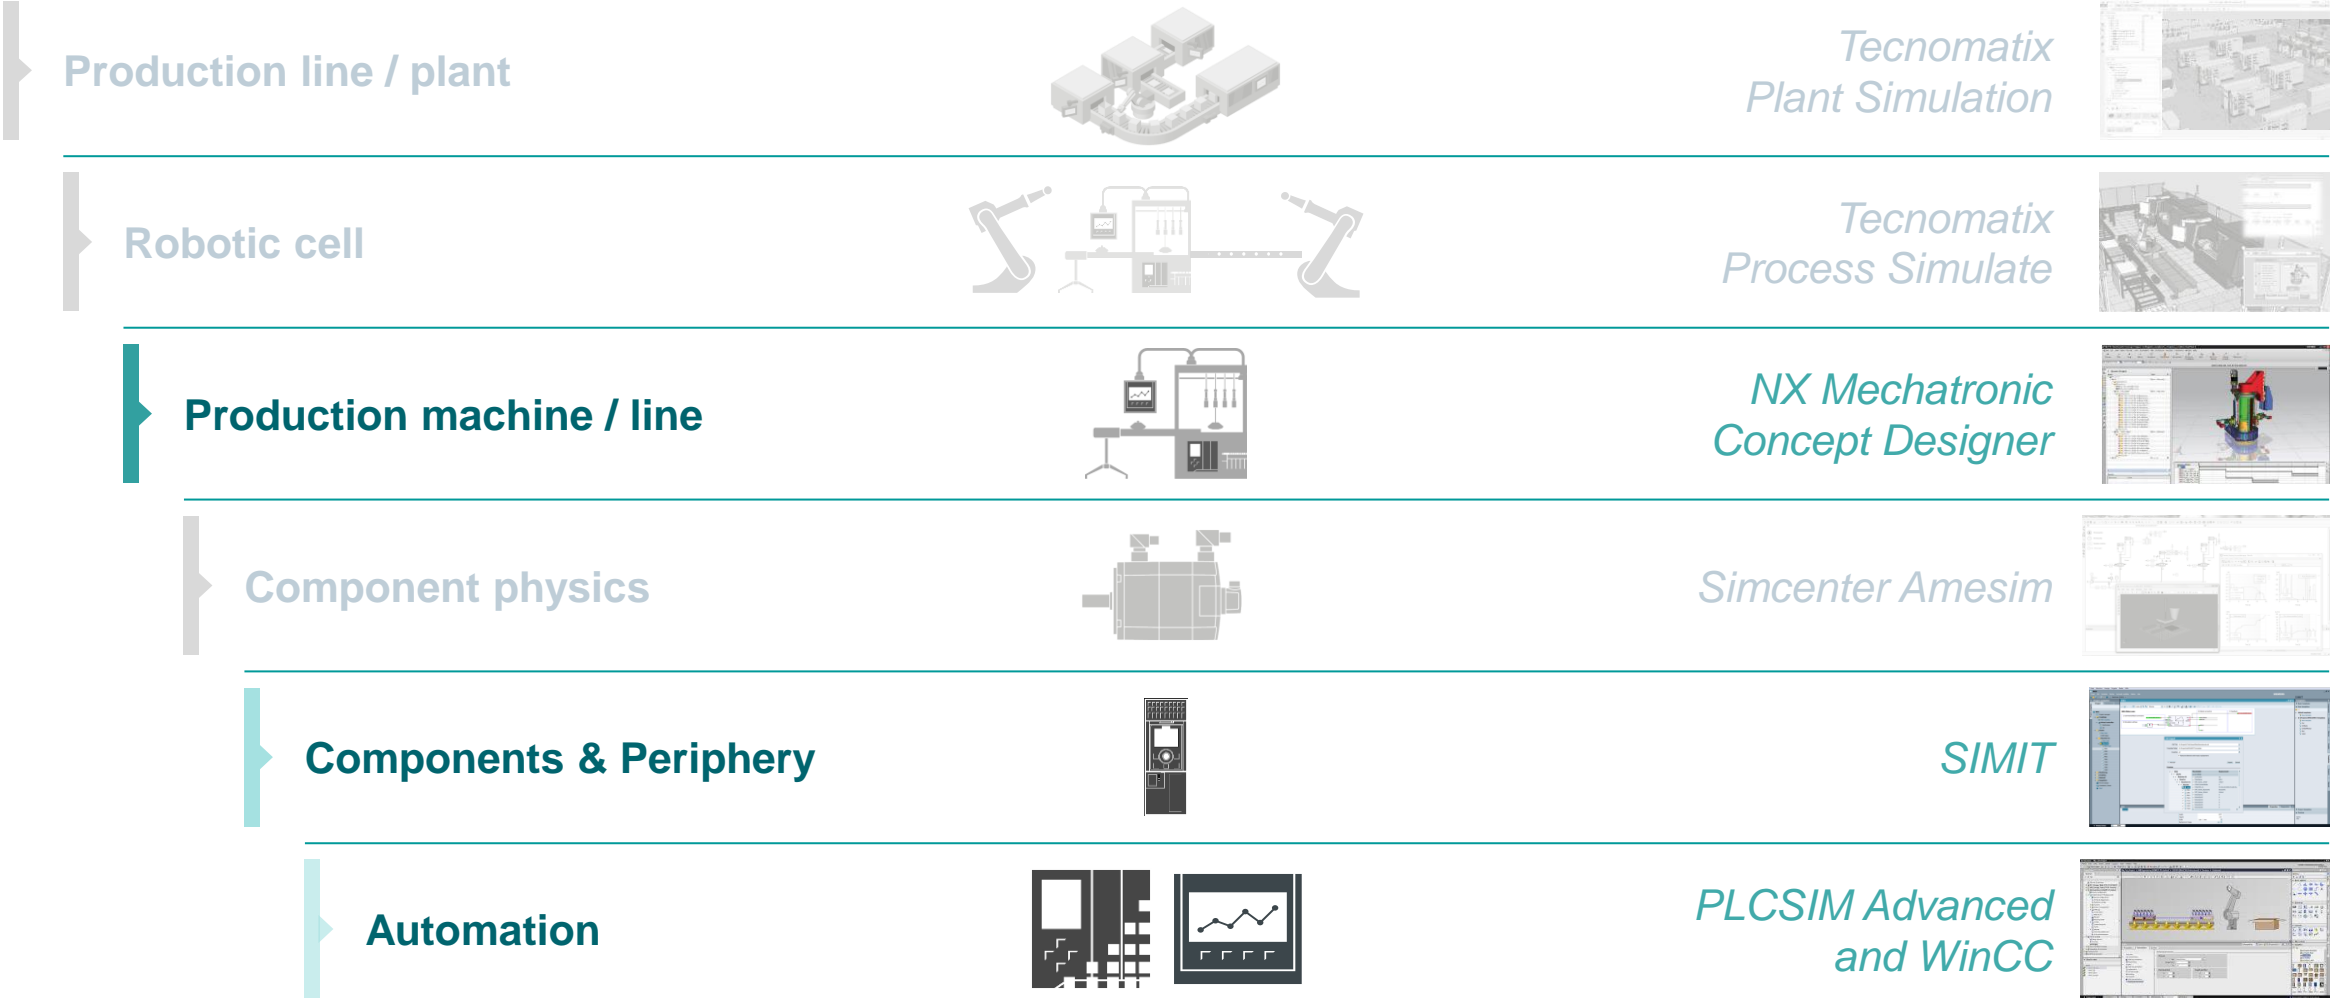 Production line / plant
Tecnomatix
Plant Simulation
Robotic cell
Tecnomatix
Process Simulate
Production machine / line
NX Mechatronic
Concept Designer
Component physics
Simcenter Amesim
Components & Periphery
SIMIT
Automation
PLCSIM Advanced
and WinCC